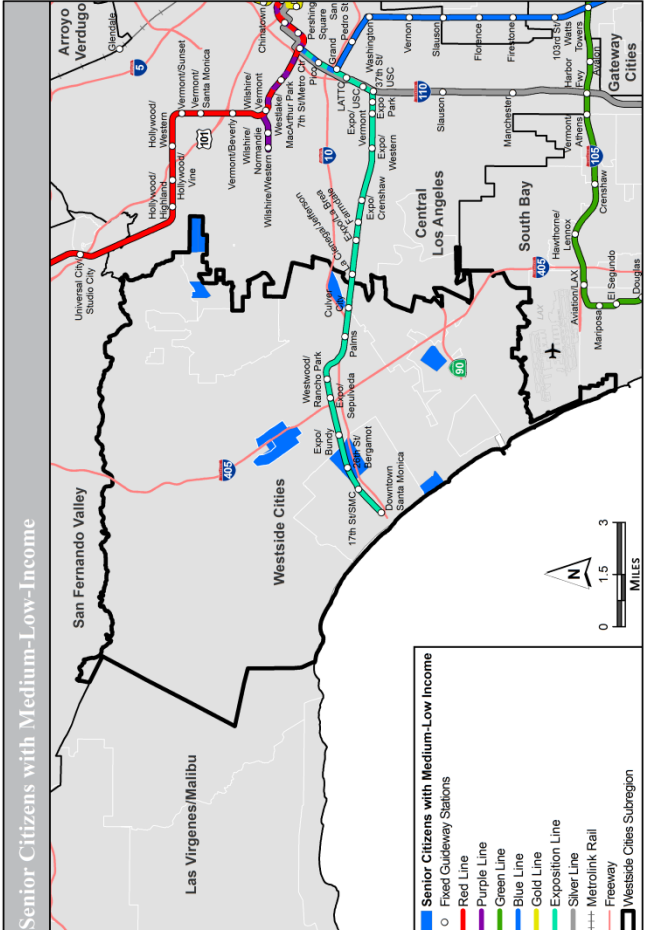 Senior Citizens with Medium-Low-Income
Arroyo
Verdugo
Glendale
5
San Fernando Valley
Universal City/
Studio City
Hollywood/
Highland
Hollywood/
Vine
Hollywood/
Western
Vermont/Sunset
Vermont/
Santa Monica
101
Vermont/Beverly
Wilshire/
Vermont
Wilshire/
Normandie
Wilshire/Western
Westlake/
MacArthur Park
7th St/Metro Ctr
Chinatown
Pershing
Square
Pico
Grand
San
Pedro St
LATTC
Washington
37th St/
USC
Expo/
USC
Expo
Park
Expo/
Vermont
Expo/
Western
Expo/
Crenshaw
Farmdale
Expo/La Brea
La Cienega/Jefferson
Culver
City
Palms
Westwood/
Rancho Park
Expo/
Sepulveda
Expo/
Bundy
26th St/
Bergamot
17th St/SMC
Downtown
Santa Monica
10
405
Westside Cities
Las Virgenes/Malibu
Central
Los Angeles
Vernon
Slauson
Florence
Firestone
103rd St/
Watts
Towers
110
Slauson
Manchester
Harbor
Fwy
Avalon
Gateway
Cities
Vermont/
Athens
105
Crenshaw
Hawthorne/
Lennox
South Bay
405
90
LAX
Aviation/LAX
Mariposa
El Segundo
Douglas
N
0 1.5 3
MILES
Senior Citizens with Medium-Low Income
Fixed Guideway Stations
Red Line
Purple Line
Green Line
Blue Line
Gold Line
Exposition Line
Silver Line
Metrolink Rail
Freeway
Westside Cities Subregion